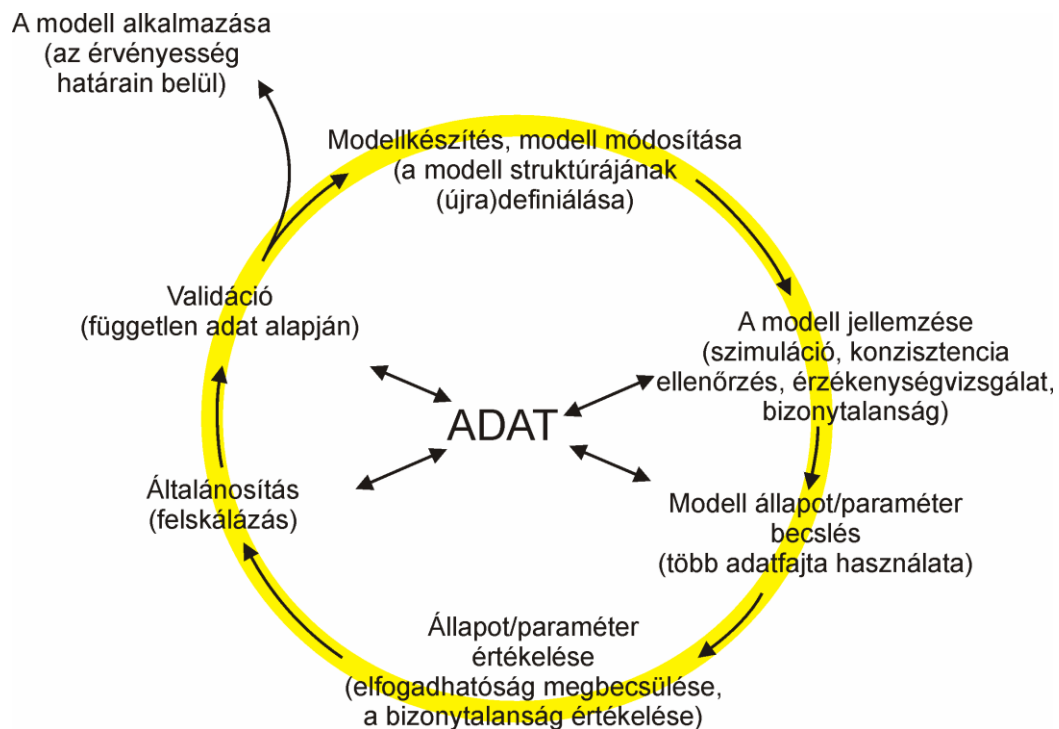 A modell alkalmazása
(az érvényesség
határain belül)
Modellkészítés, modell módosítása
(a modell struktúrájának
(újra)definiálása)
Validáció
(független adat alapján)
A modell jellemzése
(szimuláció, konzisztencia
ellenőrzés, érzékenységvizsgálat,
bizonytalanság)
ADAT
Általánosítás
(felskálázás)
Modell állapot/paraméter
becslés
(több adatfajta használata)
Állapot/paraméter
értékelése
(elfogadhatóság megbecsülése,
a bizonytalanság értékelése)